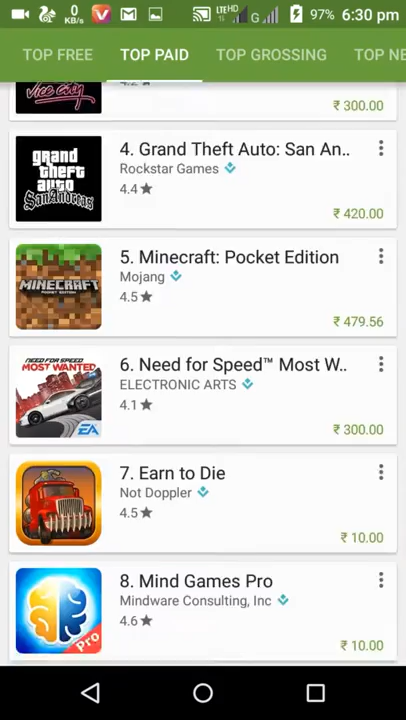 0
KB/s
LTE HD
G
97% 6:30 pm
TOP FREE TOP PAID TOP GROSSING TOP NE
vice city
₹ 300.00
grand
theft
auto
San Andreas
4. Grand Theft Auto: San An..
Rockstar Games
4.4★
₹ 420.00
MINECRAFT
5. Minecraft: Pocket Edition
Mojang
4.5★
₹ 479.56
NEED FOR SPEED
MOST WANTED
EA
6. Need for Speed™ Most W..
ELECTRONIC ARTS
4.1★
₹ 300.00
7. Earn to Die
Not Doppler
4.5★
₹ 10.00
Pro
8. Mind Games Pro
Mindware Consulting, Inc
4.6★
₹ 10.00